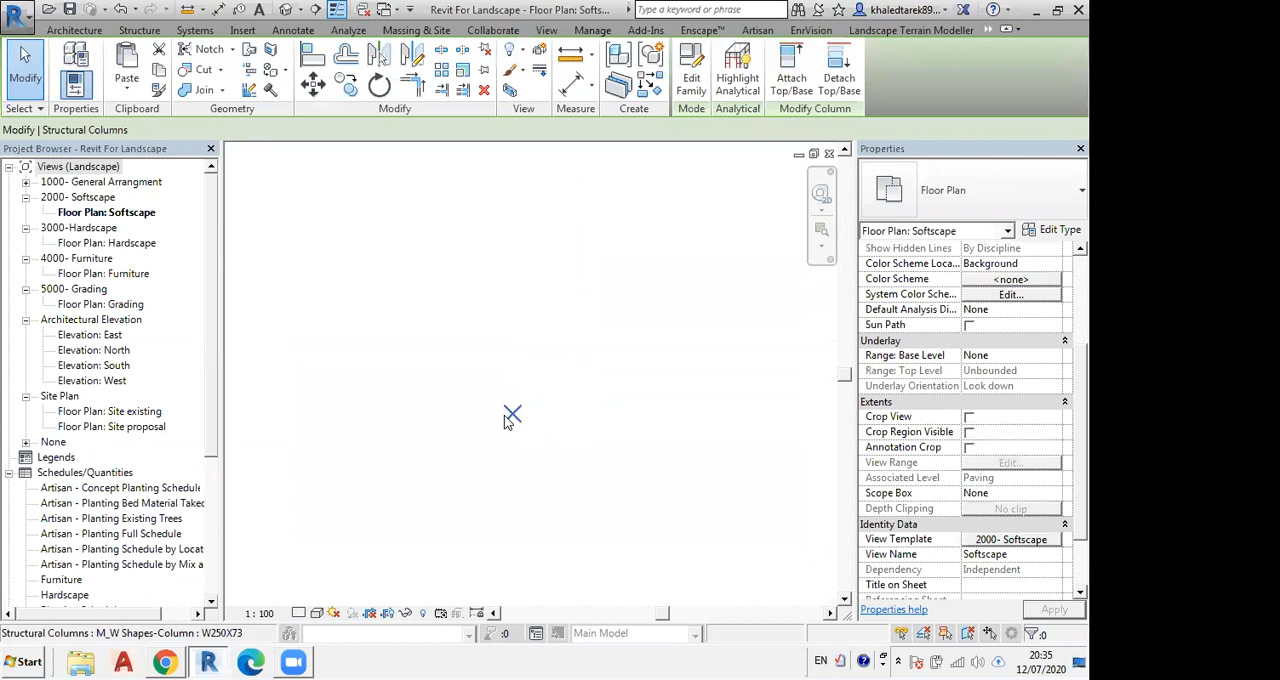 Revit For Landscape - Floor Plan: Softs...
Type a keyword or phrase
khaledtarek89...
Architecture Structure Systems Insert Annotate Analyze Massing & Site Collaborate View Manage Add-Ins Enscape™ Artisan EnVision Landscape Terrain Modeller
Modify
Paste
Notch
Cut
Join
Edit
Family
Highlight
Analytical
Attach
Top/Base
Detach
Top/Base
Select Properties Clipboard Geometry Modify View Measure Create Mode Analytical Modify Column
Modify | Structural Columns
Project Browser - Revit For Landscape
Views (Landscape)
1000- General Arrangment
2000- Softscape
Floor Plan: Softscape
3000-Hardscape
Floor Plan: Hardscape
4000- Furniture
Floor Plan: Furniture
5000- Grading
Floor Plan: Grading
Architectural Elevation
Elevation: East
Elevation: North
Elevation: South
Elevation: West
Site Plan
Floor Plan: Site existing
Floor Plan: Site proposal
None
Legends
Schedules/Quantities
Artisan - Concept Planting Schedule
Artisan - Planting Bed Material Takec
Artisan - Planting Existing Trees
Artisan - Planting Full Schedule
Artisan - Planting Schedule by Locat
Artisan - Planting Schedule by Mix a
Furniture
Hardscape
2D
Properties
Floor Plan
Floor Plan: Softscape
Edit Type
Show Hidden Lines By Discipline
Color Scheme Loca... Background
Color Scheme <none>
System Color Sche... Edit...
Default Analysis Di... None
Sun Path
Underlay
Range: Base Level None
Range: Top Level Unbounded
Underlay Orientation Look down
Extents
Crop View
Crop Region Visible
Annotation Crop
View Range Edit...
Associated Level Paving
Scope Box None
Depth Clipping No clip
Identity Data
View Template 2000- Softscape
View Name Softscape
Dependency Independent
Title on Sheet
Properties help
Apply
1 : 100
Structural Columns : M_W Shapes-Column : W250X73
:0
Main Model
:0
Start
EN
20:35
12/07/2020